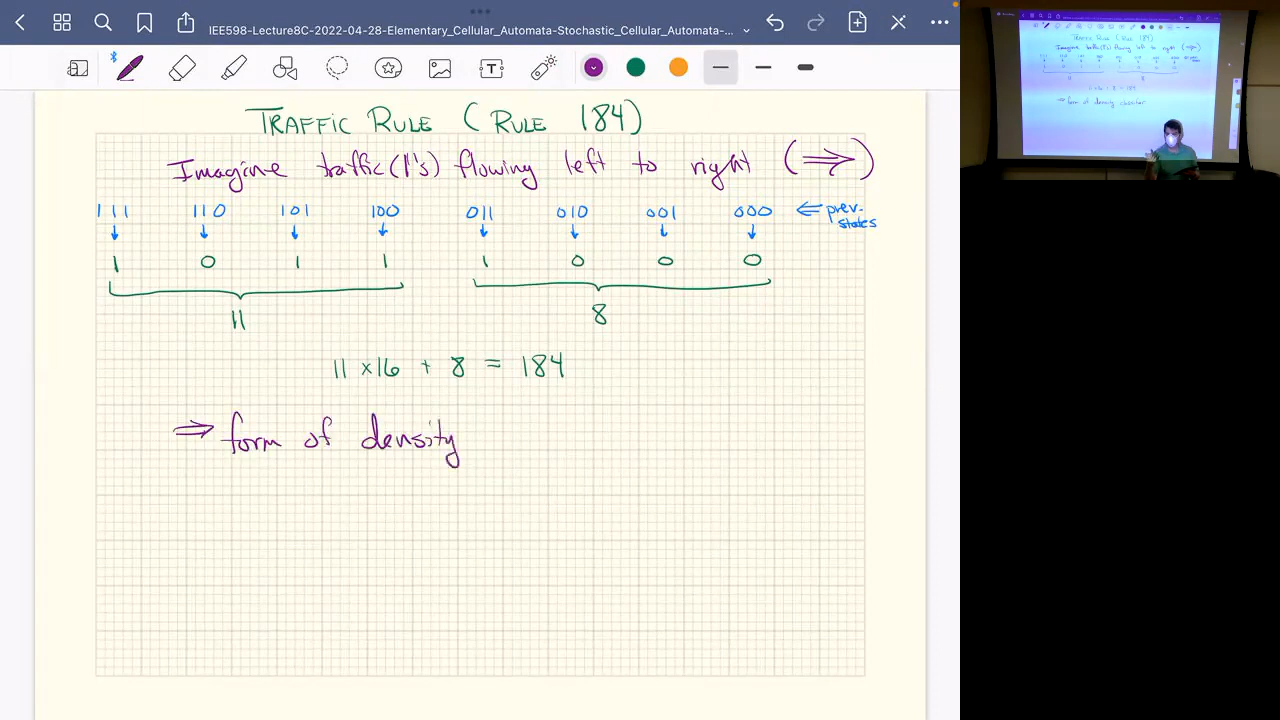 IEE598-Lecture8C-2022-04-28-Elementary_Cellular_Automata-Stochastic_Cellular_Automata-...
TRAFFIC RULE (RULE 184)
Imagine traffic (1's) flowing left to right (⇒)
111 110 101 100 011 010 001 000 ⇐ prev. states
↓ ↓ ↓ ↓ ↓ ↓ ↓ ↓
1 0 1 1 1 0 0 0
11 8
11 × 16 + 8 = 184
⇒ form of density